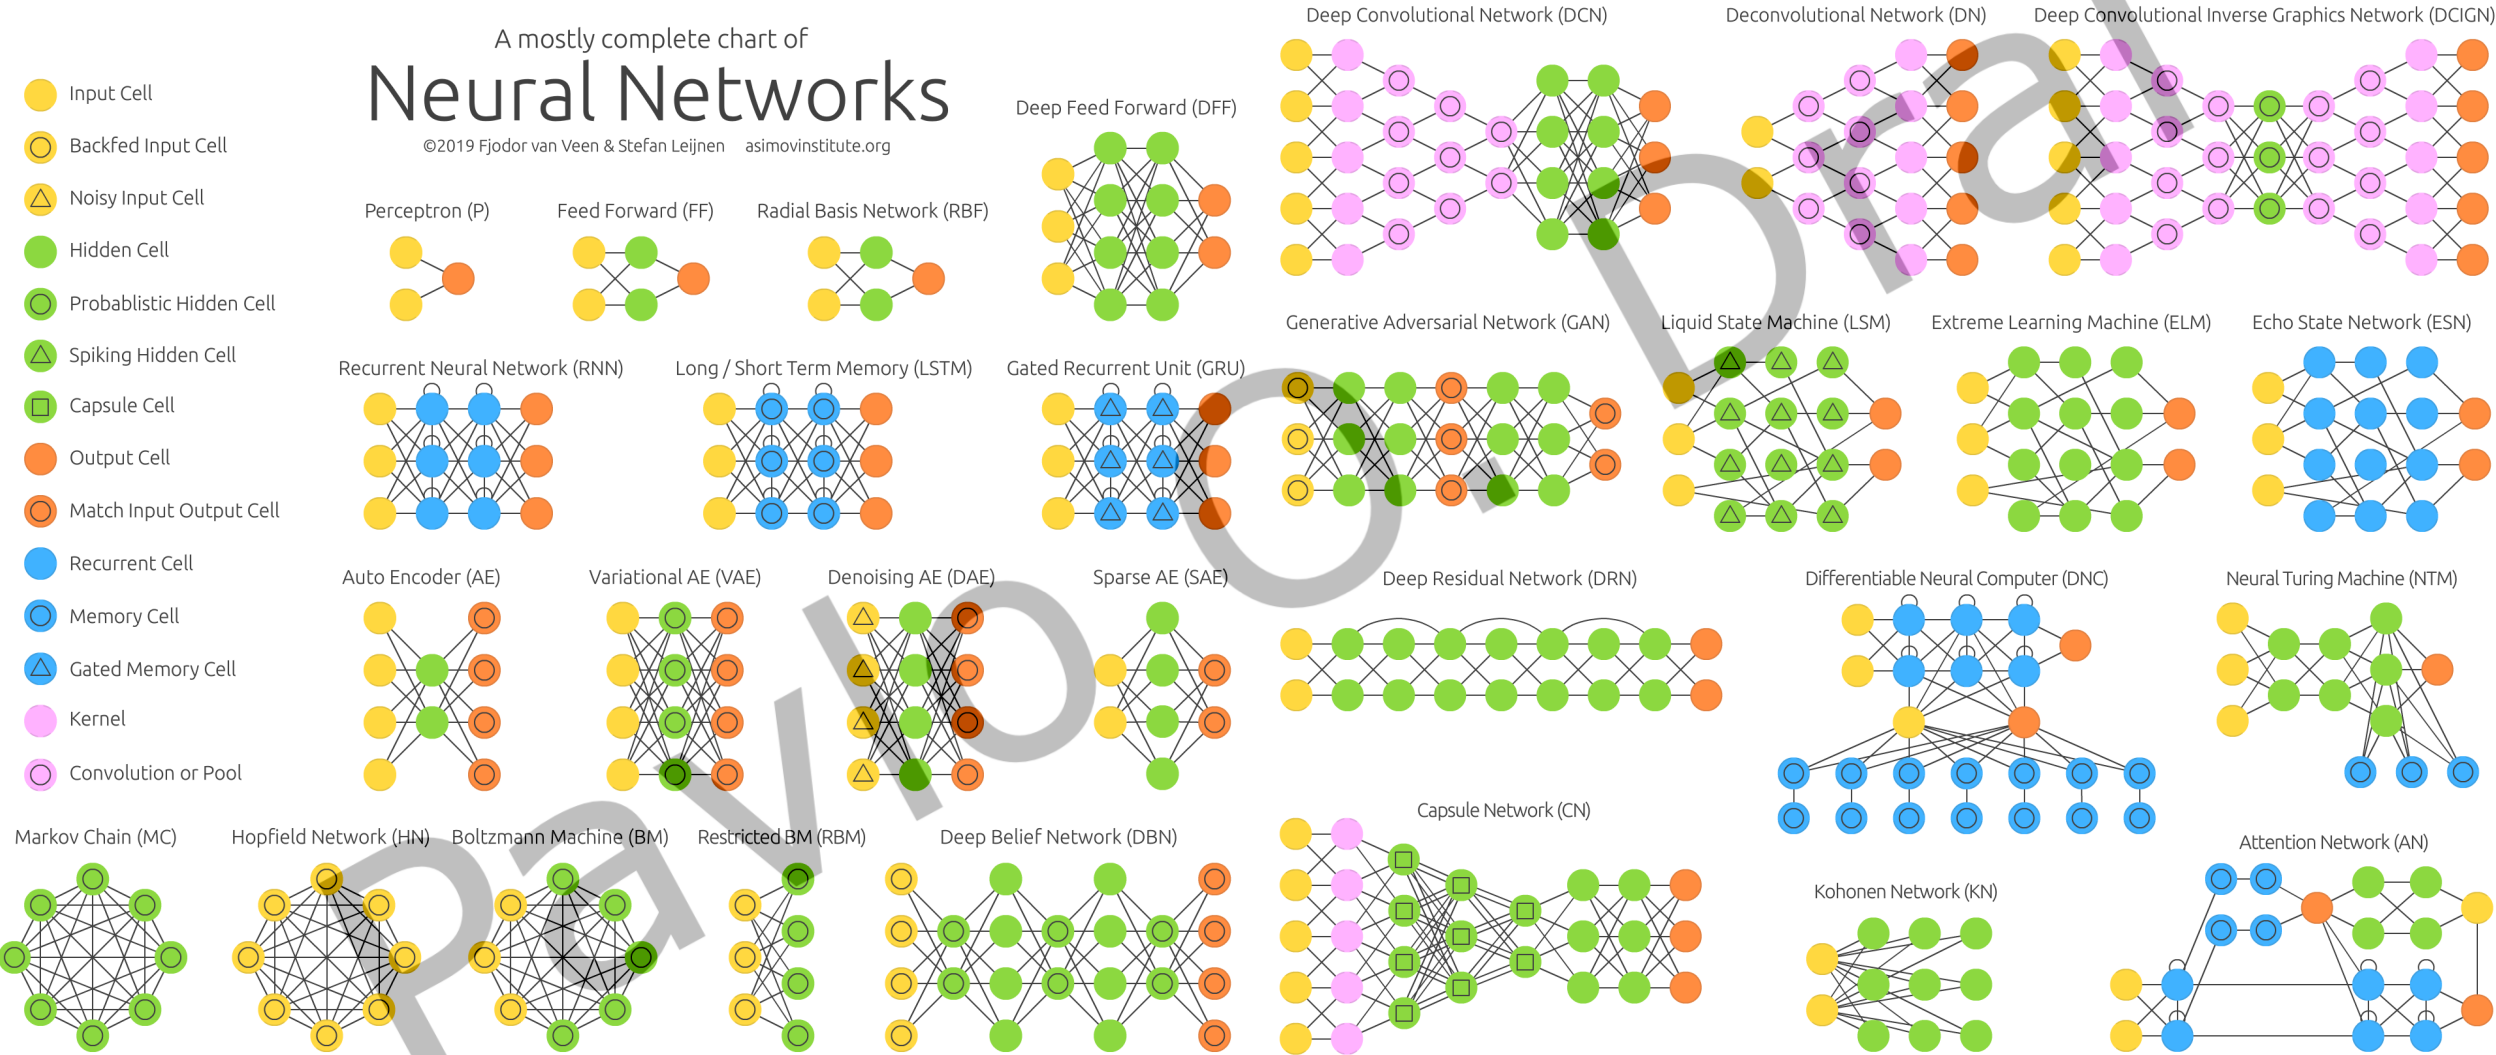 A mostly complete chart of
Neural Networks
©2019 Fjodor van Veen & Stefan Leijnen asimovinstitute.org
Input Cell
Backfed Input Cell
Noisy Input Cell
Hidden Cell
Probablistic Hidden Cell
Spiking Hidden Cell
Capsule Cell
Output Cell
Match Input Output Cell
Recurrent Cell
Memory Cell
Gated Memory Cell
Kernel
Convolution or Pool
Perceptron (P)
Feed Forward (FF)
Radial Basis Network (RBF)
Deep Feed Forward (DFF)
Recurrent Neural Network (RNN)
Long / Short Term Memory (LSTM)
Gated Recurrent Unit (GRU)
Auto Encoder (AE)
Variational AE (VAE)
Denoising AE (DAE)
Sparse AE (SAE)
Markov Chain (MC)
Hopfield Network (HN)
Boltzmann Machine (BM)
Restricted BM (RBM)
Deep Belief Network (DBN)
Deep Convolutional Network (DCN)
Deconvolutional Network (DN)
Deep Convolutional Inverse Graphics Network (DCIGN)
Generative Adversarial Network (GAN)
Liquid State Machine (LSM)
Extreme Learning Machine (ELM)
Echo State Network (ESN)
Deep Residual Network (DRN)
Differentiable Neural Computer (DNC)
Neural Turing Machine (NTM)
Capsule Network (CN)
Kohonen Network (KN)
Attention Network (AN)